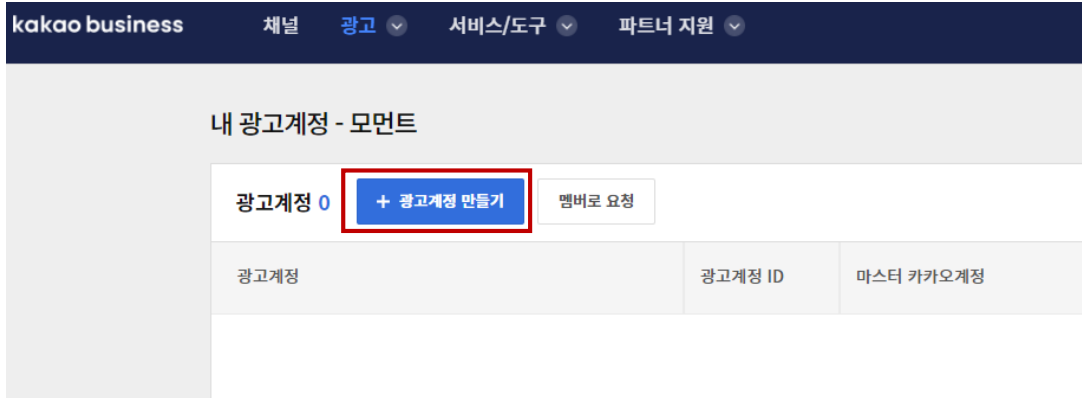 kakao business 채널 광고 서비스/도구 파트너 지원
내 광고계정 - 모먼트
광고계정 0 + 광고계정 만들기 멤버로 요청
광고계정 광고계정 ID 마스터 카카오계정